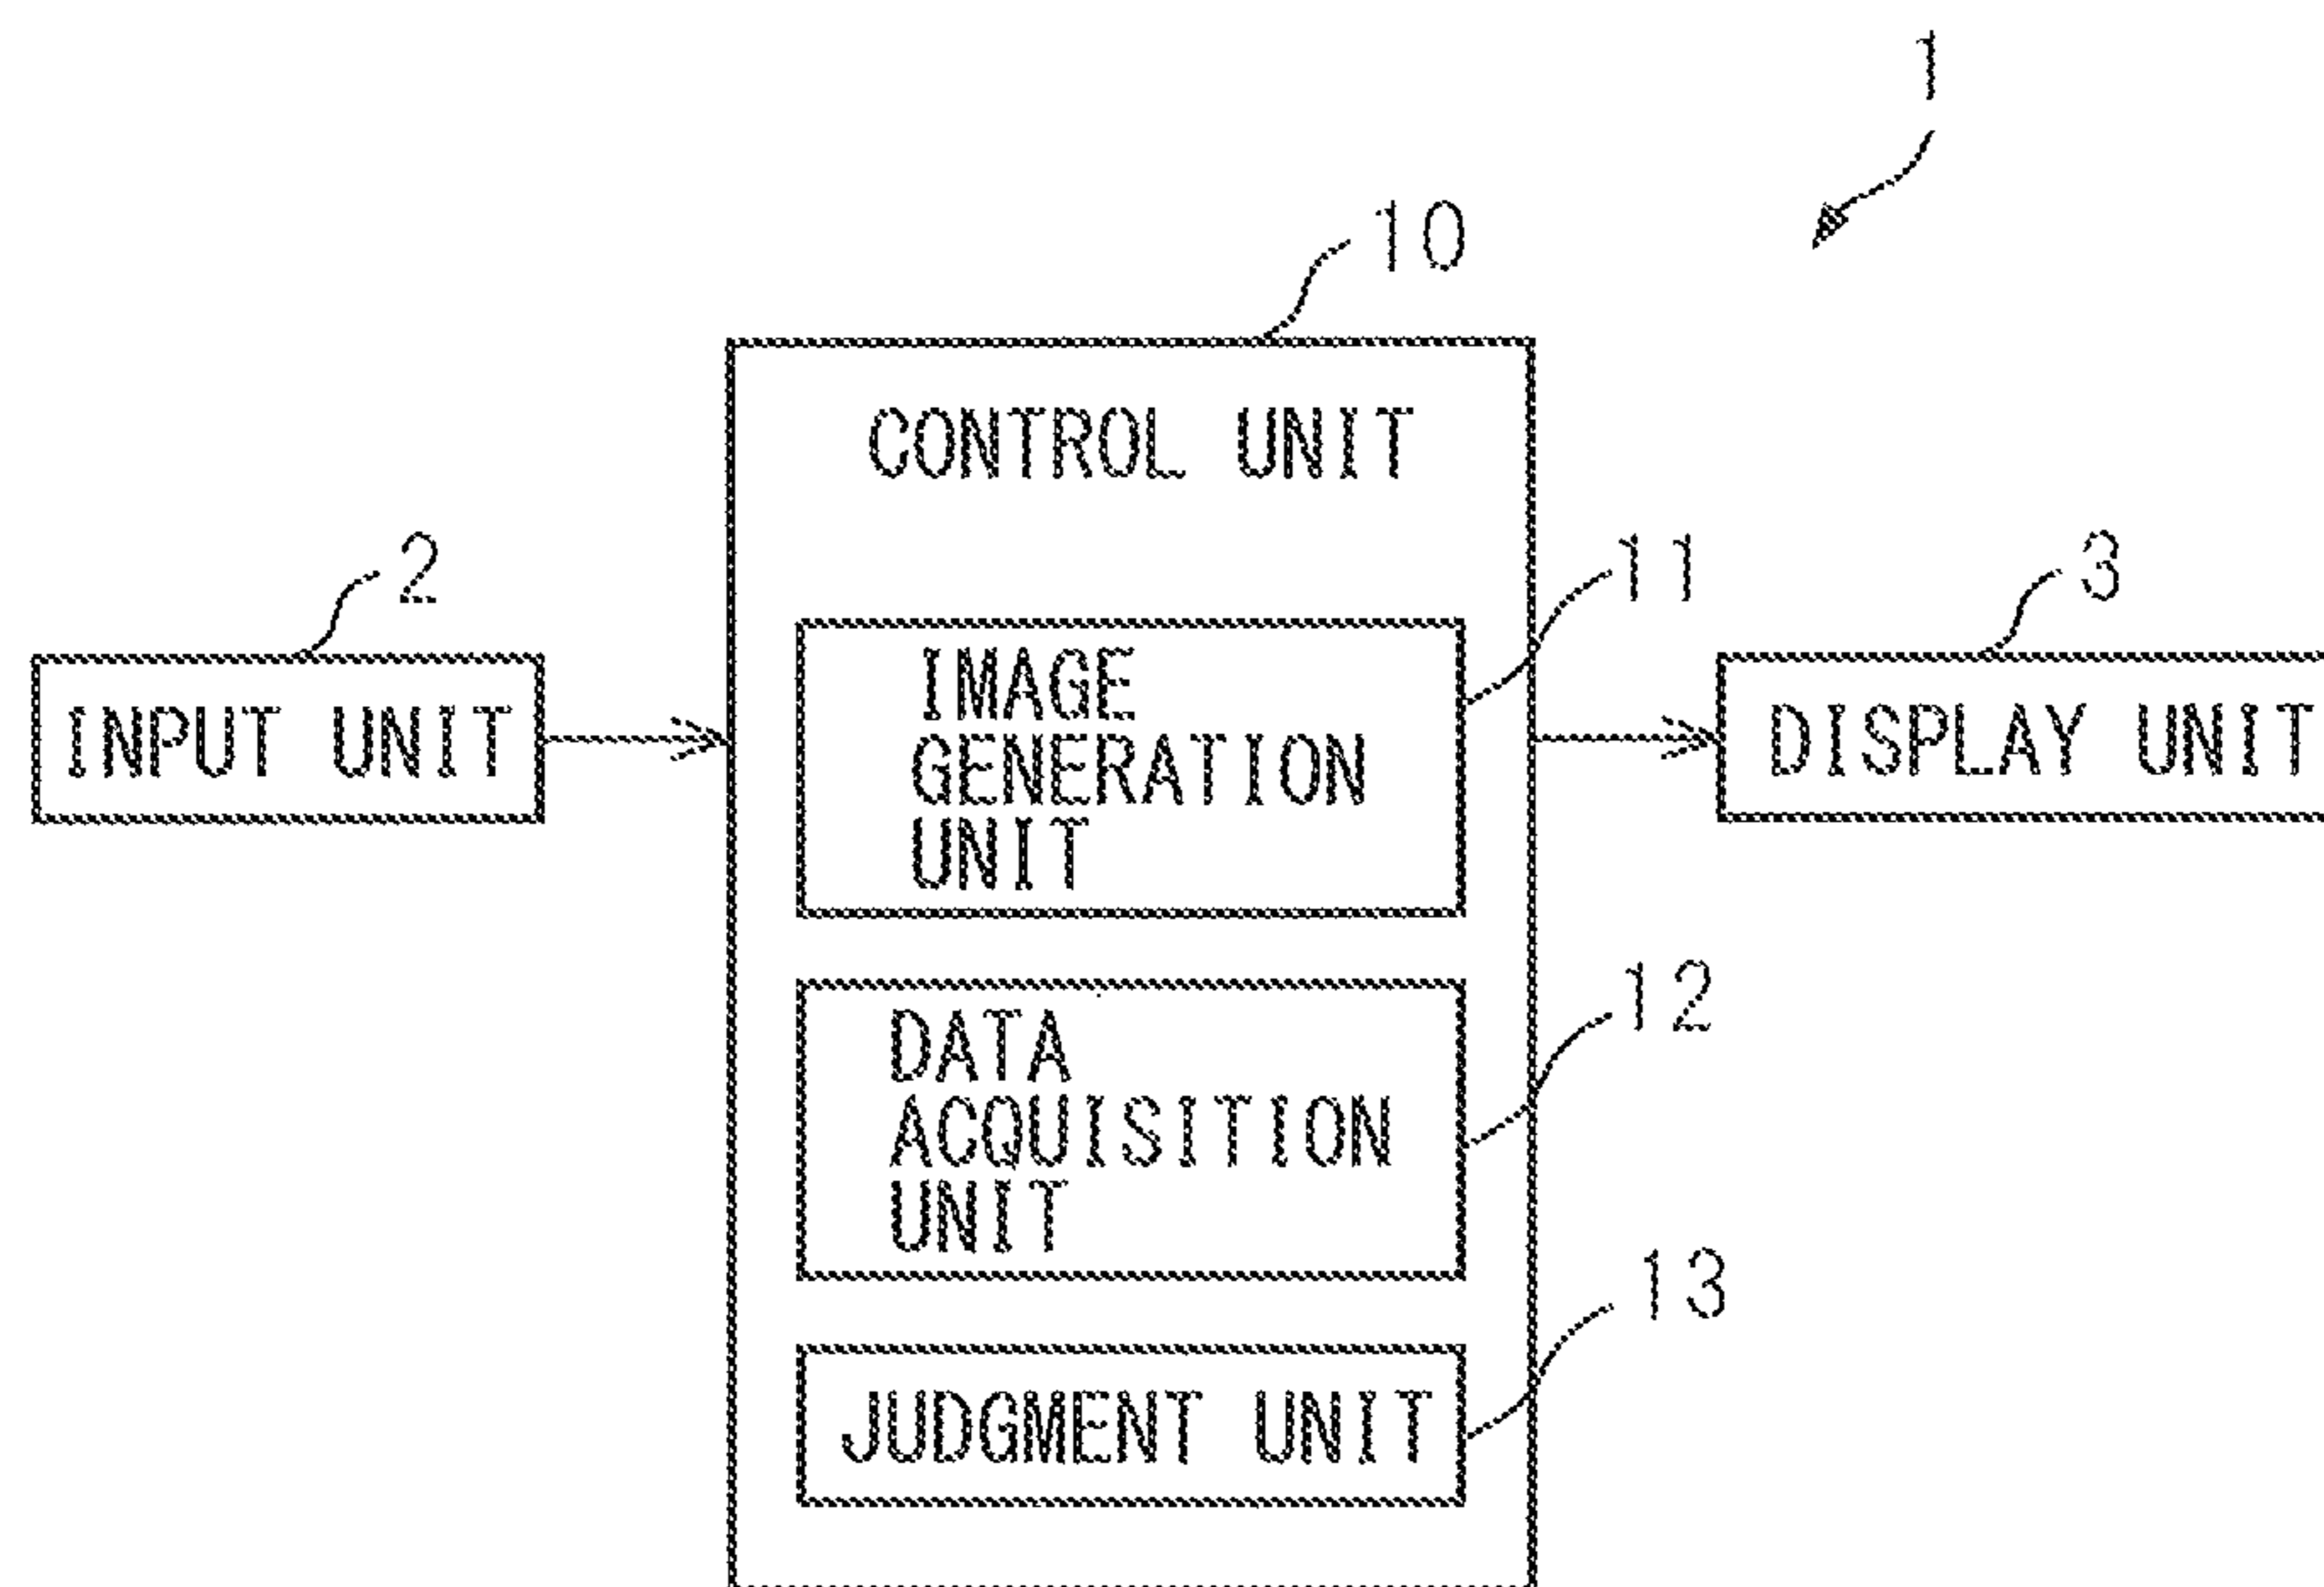 1
10
CONTROL UNIT
2
11
3
IMAGE
GENERATION
UNIT
INPUT UNIT
DISPLAY UNIT
12
DATA
ACQUISITION
UNIT
13
JUDGMENT UNIT